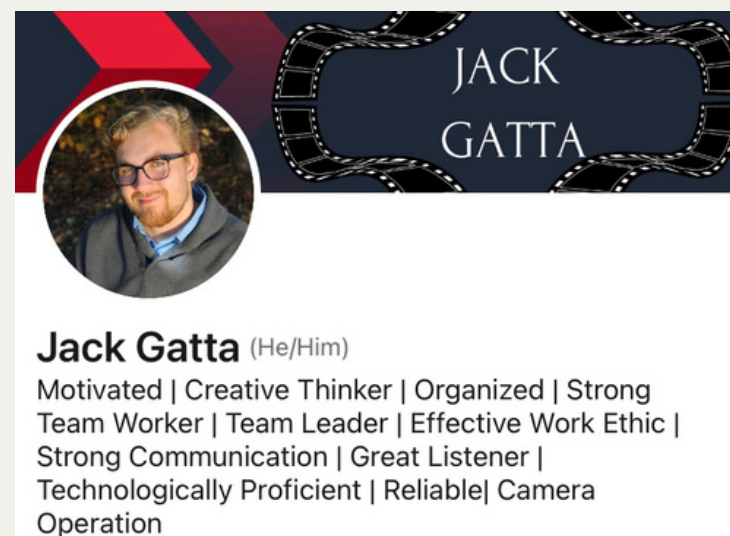 JACK
GATTA
Jack Gatta (He/Him)
Motivated | Creative Thinker | Organized | Strong
Team Worker | Team Leader | Effective Work Ethic |
Strong Communication | Great Listener |
Technologically Proficient | Reliable| Camera
Operation